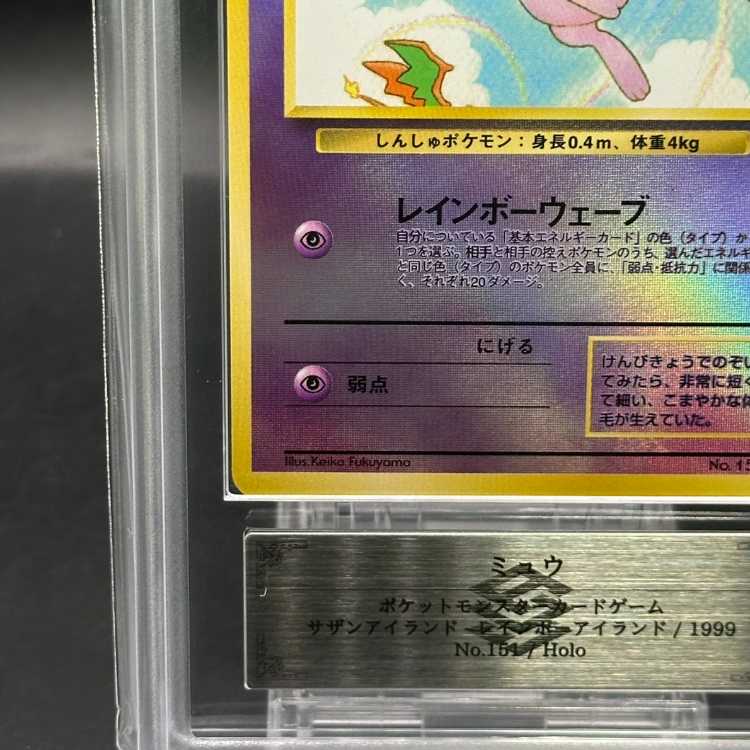 しんしゅポケモン：身長0.4m、体重4kg
レインボーウェーブ
自分についている「基本エネルギーカード」の色（タイプ）か
1つを選ぶ。相手と相手の控えポケモンのうち、選んだエネルギ
と同じ色（タイプ）のポケモン全員に、「弱点・抵抗力」に関係
く、それぞれ20ダメージ。
にげる
弱点
けんびきょうでのぞい
てみたら、非常に短く
て細い、こまやかな体
毛が生えていた。
Illus.Keiko Fukuyama
No. 15
ミュウ
ポケットモンスターカードゲーム
サザンアイランド レインボーアイランド / 1999
No.151 / Holo